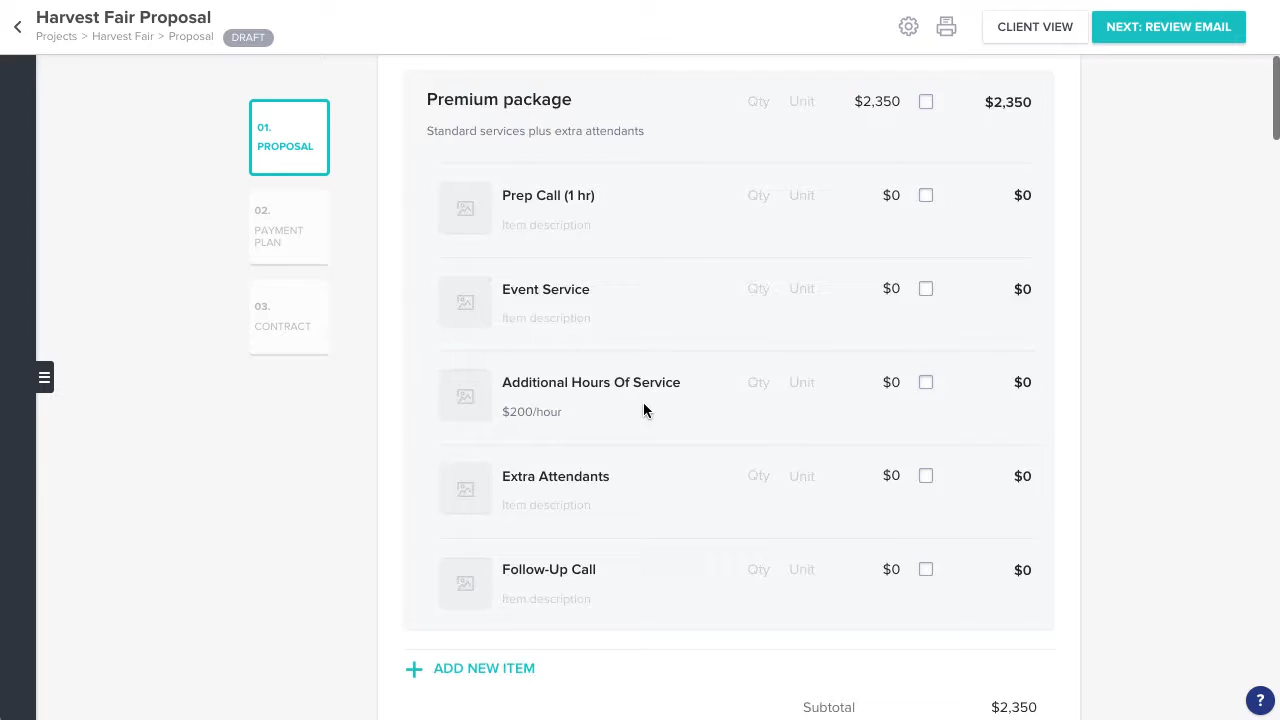 Harvest Fair Proposal
Projects > Harvest Fair > Proposal DRAFT
CLIENT VIEW
NEXT: REVIEW EMAIL
01.
PROPOSAL
02.
PAYMENT
PLAN
03.
CONTRACT
Premium package Qty Unit $2,350 $2,350
Standard services plus extra attendants
Prep Call (1 hr) Qty Unit $0 $0
Item description
Event Service Qty Unit $0 $0
Item description
Additional Hours Of Service Qty Unit $0 $0
$200/hour
Extra Attendants Qty Unit $0 $0
Item description
Follow-Up Call Qty Unit $0 $0
Item description
+ ADD NEW ITEM
Subtotal $2,350
?